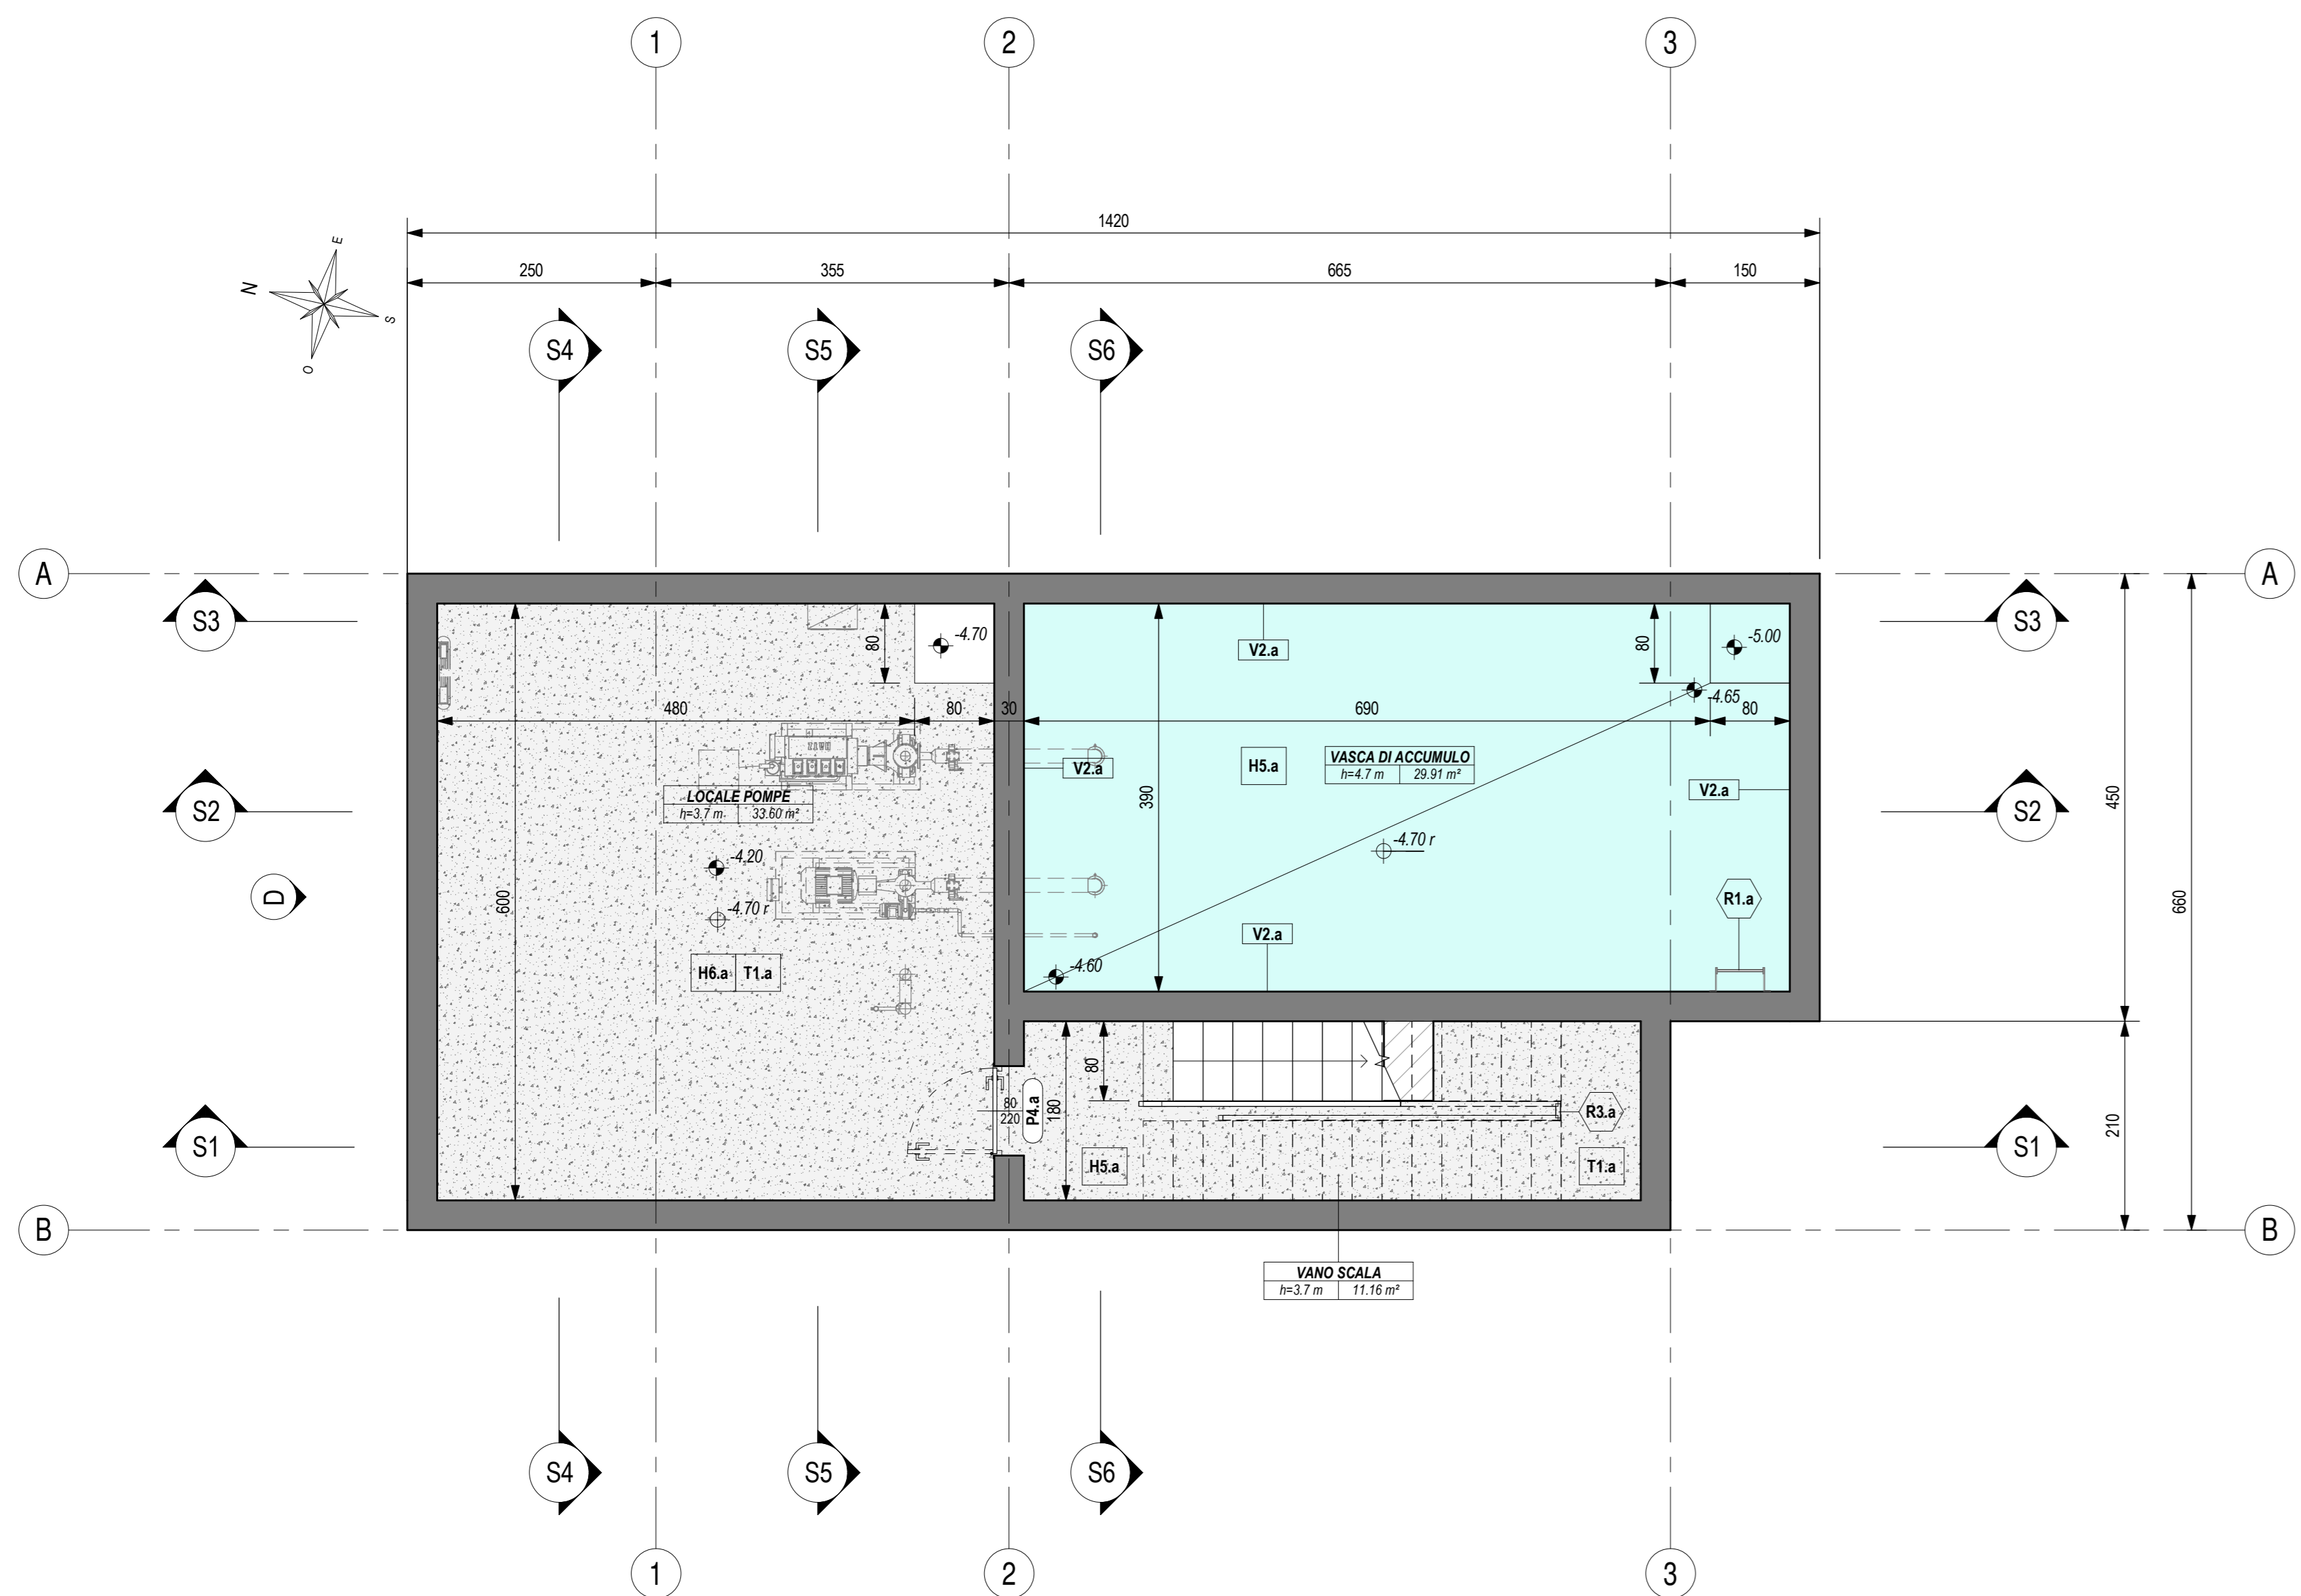 1
2
3
1420
250
355
665
150
E
N
S
O
S4
S5
S6
A
A
S3
S3
80
-4.70
V2.a
80
-5.00
-4.65
480
80
30
690
80
HATZ
V2.a
H5.a
VASCA DI ACCUMULO
h=4.7 m
29.91 m²
V2.a
LOCALE POMPE
h=3.7 m
33.60 m²
S2
390
450
S2
-4.70 r
-4.20
600
D
R1.a
660
-4.70 r
V2.a
H6.a
T1.a
-4.60
80
80
220
P4.a
180
R3.a
210
S1
S1
H5.a
T1.a
B
B
VANO SCALA
h=3.7 m
11.16 m²
S4
S5
S6
1
2
3